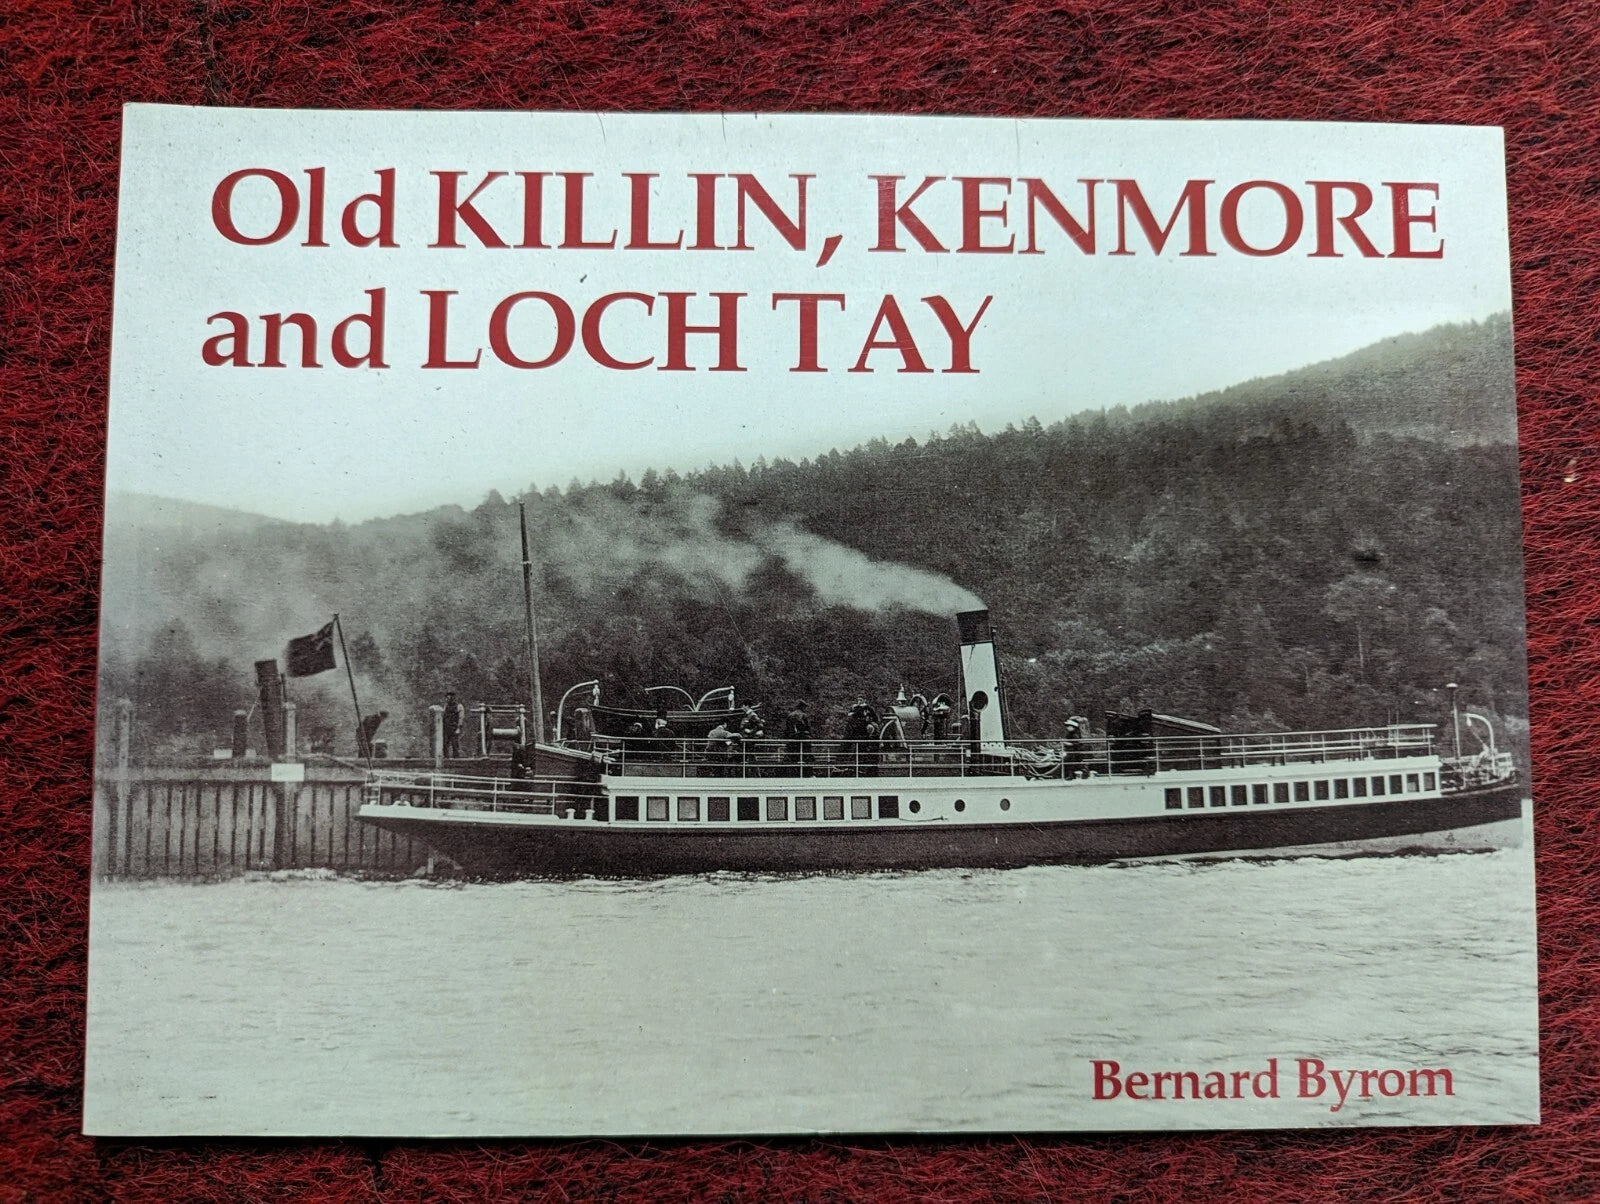 Old KILLIN, KENMORE
and LOCH TAY
Bernard Byrom